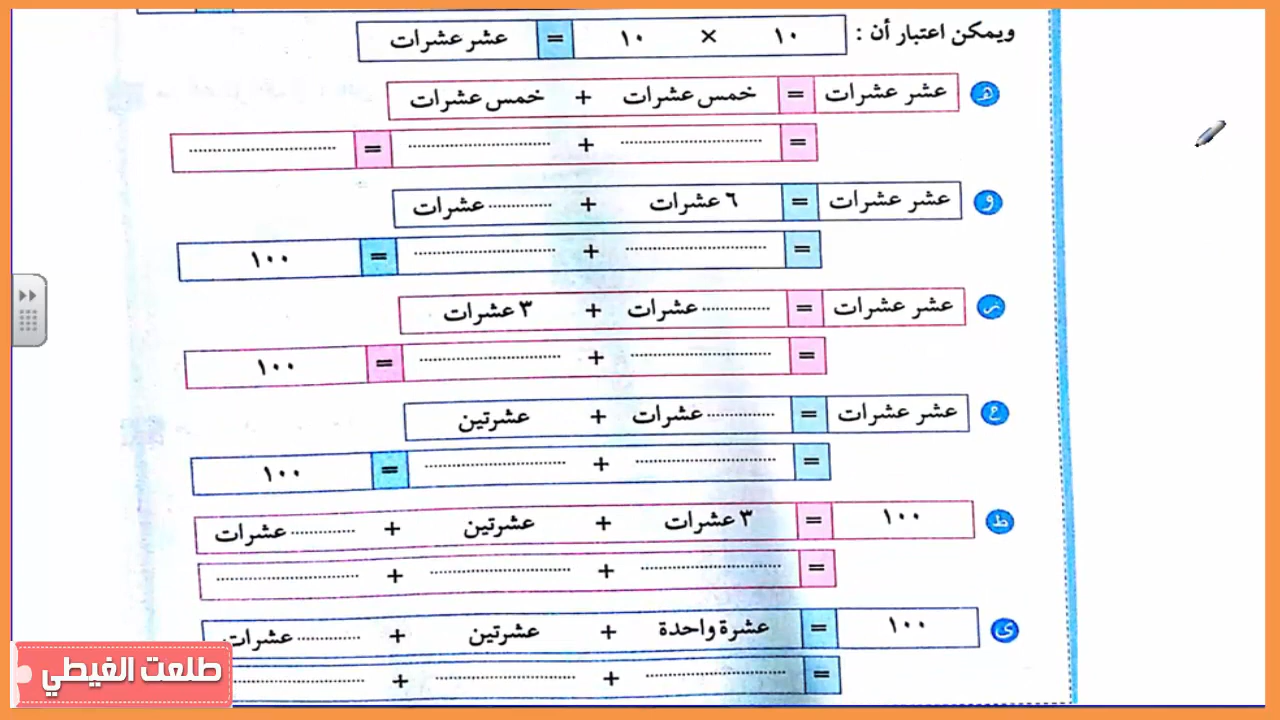 ويمكن اعتبار أن : ١٠ × ١٠ = عشر عشرات
هـ عشر عشرات = خمس عشرات + خمس عشرات
= .................... + .................... = ....................
و عشر عشرات = ٦ عشرات + .......... عشرات
= .................... + .................... = ١٠٠
ز عشر عشرات = .......... عشرات + ٣ عشرات
= .................... + .................... = ١٠٠
ع عشر عشرات = .......... عشرات + عشرتين
= .................... + .................... = ١٠٠
ط ١٠٠ = ٣ عشرات + عشرتين + .......... عشرات
= .................... + .................... + ....................
ى ١٠٠ = عشرة واحدة + عشرتين + .......... عشرات
= .................... + .................... + ....................
طلعت الغيطي